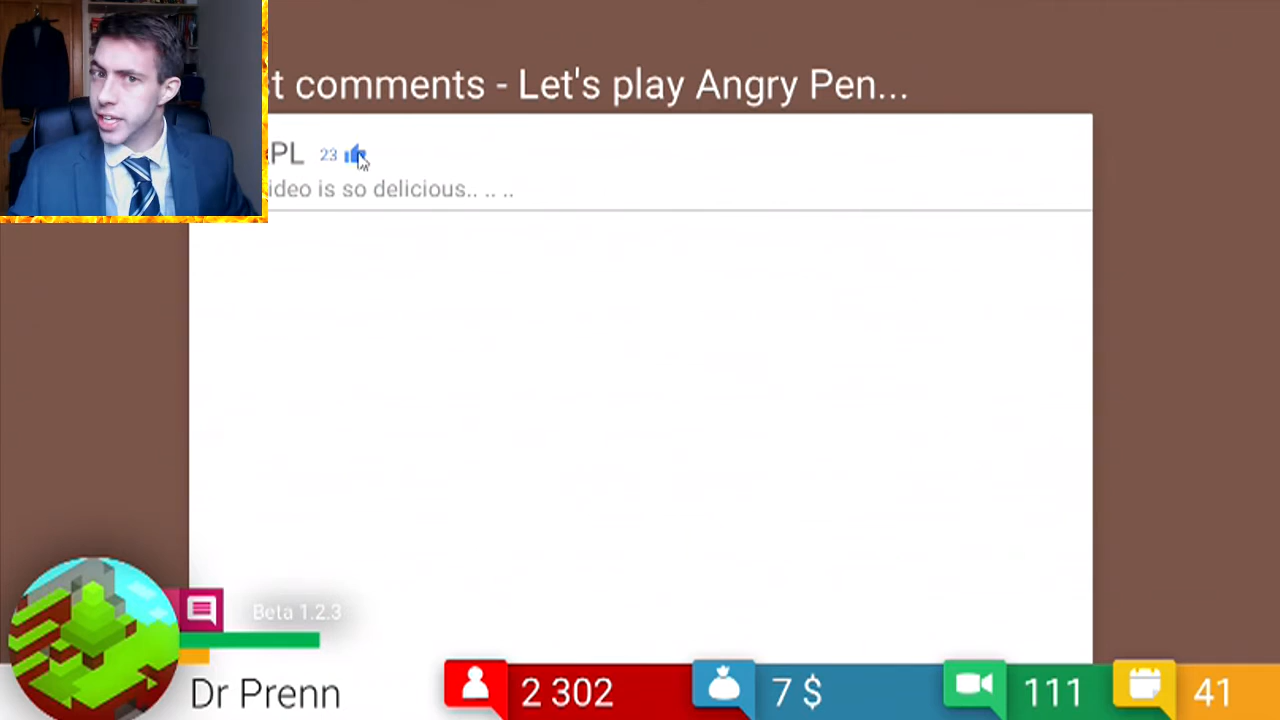 t comments - Let's play Angry Pen...
PL 23
ideo is so delicious.. .. ..
Beta 1.2.3
Dr Prenn
2 302
7 $
111
41